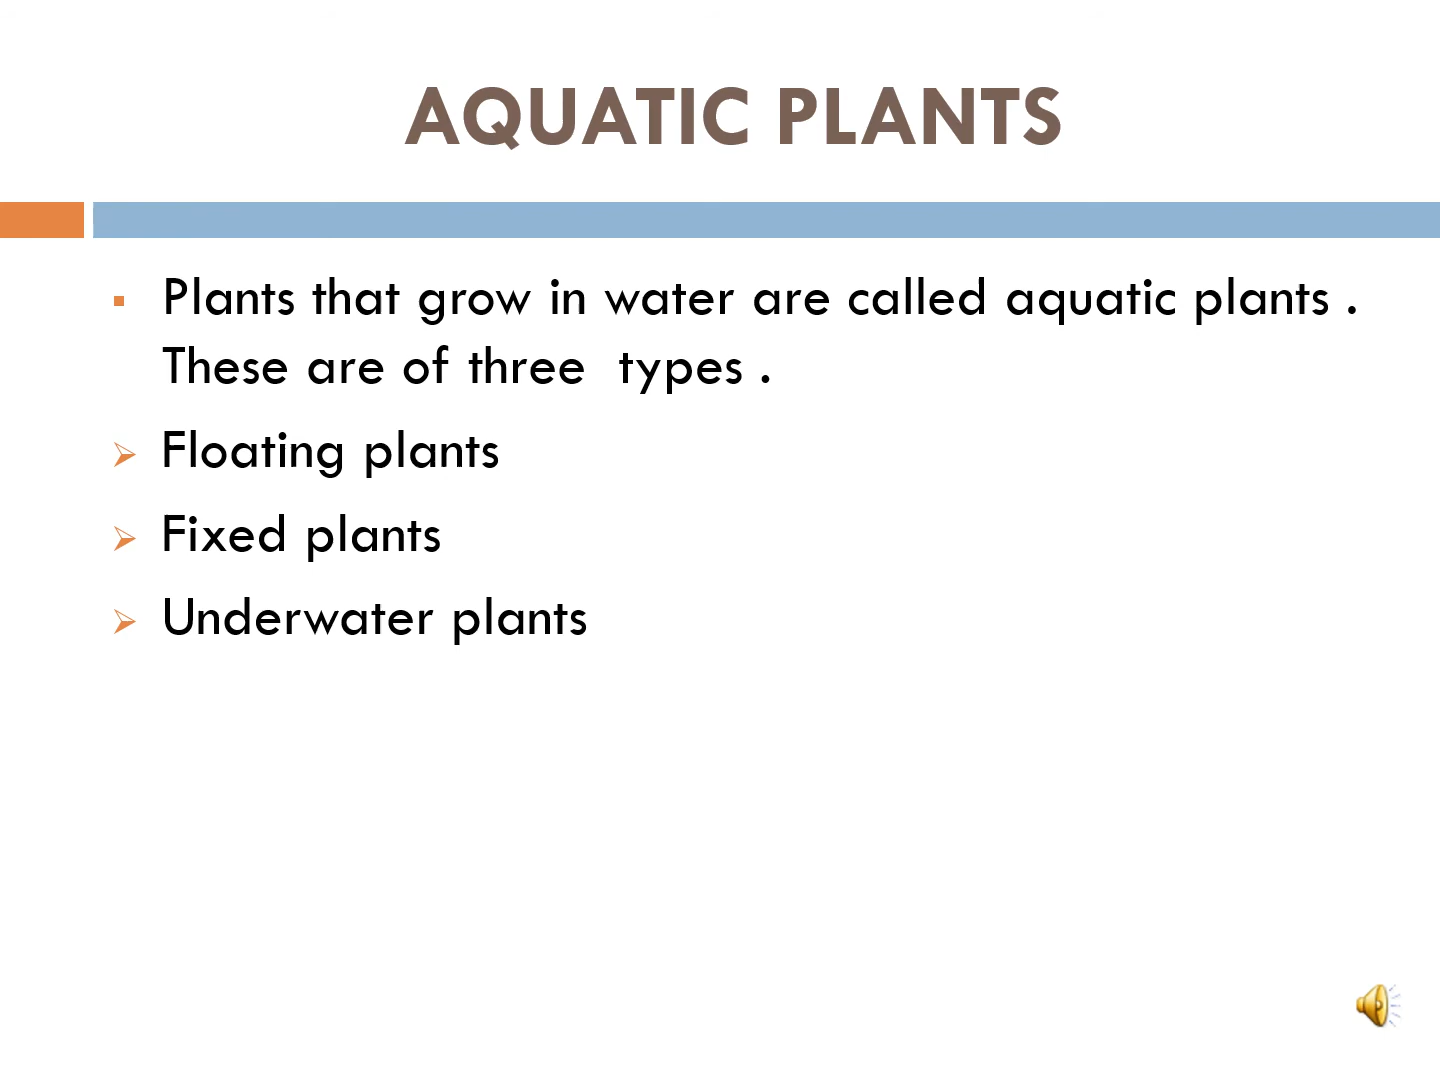 AQUATIC PLANTS
Plants that grow in water are called aquatic plants .
These are of three  types .
Floating plants
Fixed plants
Underwater plants